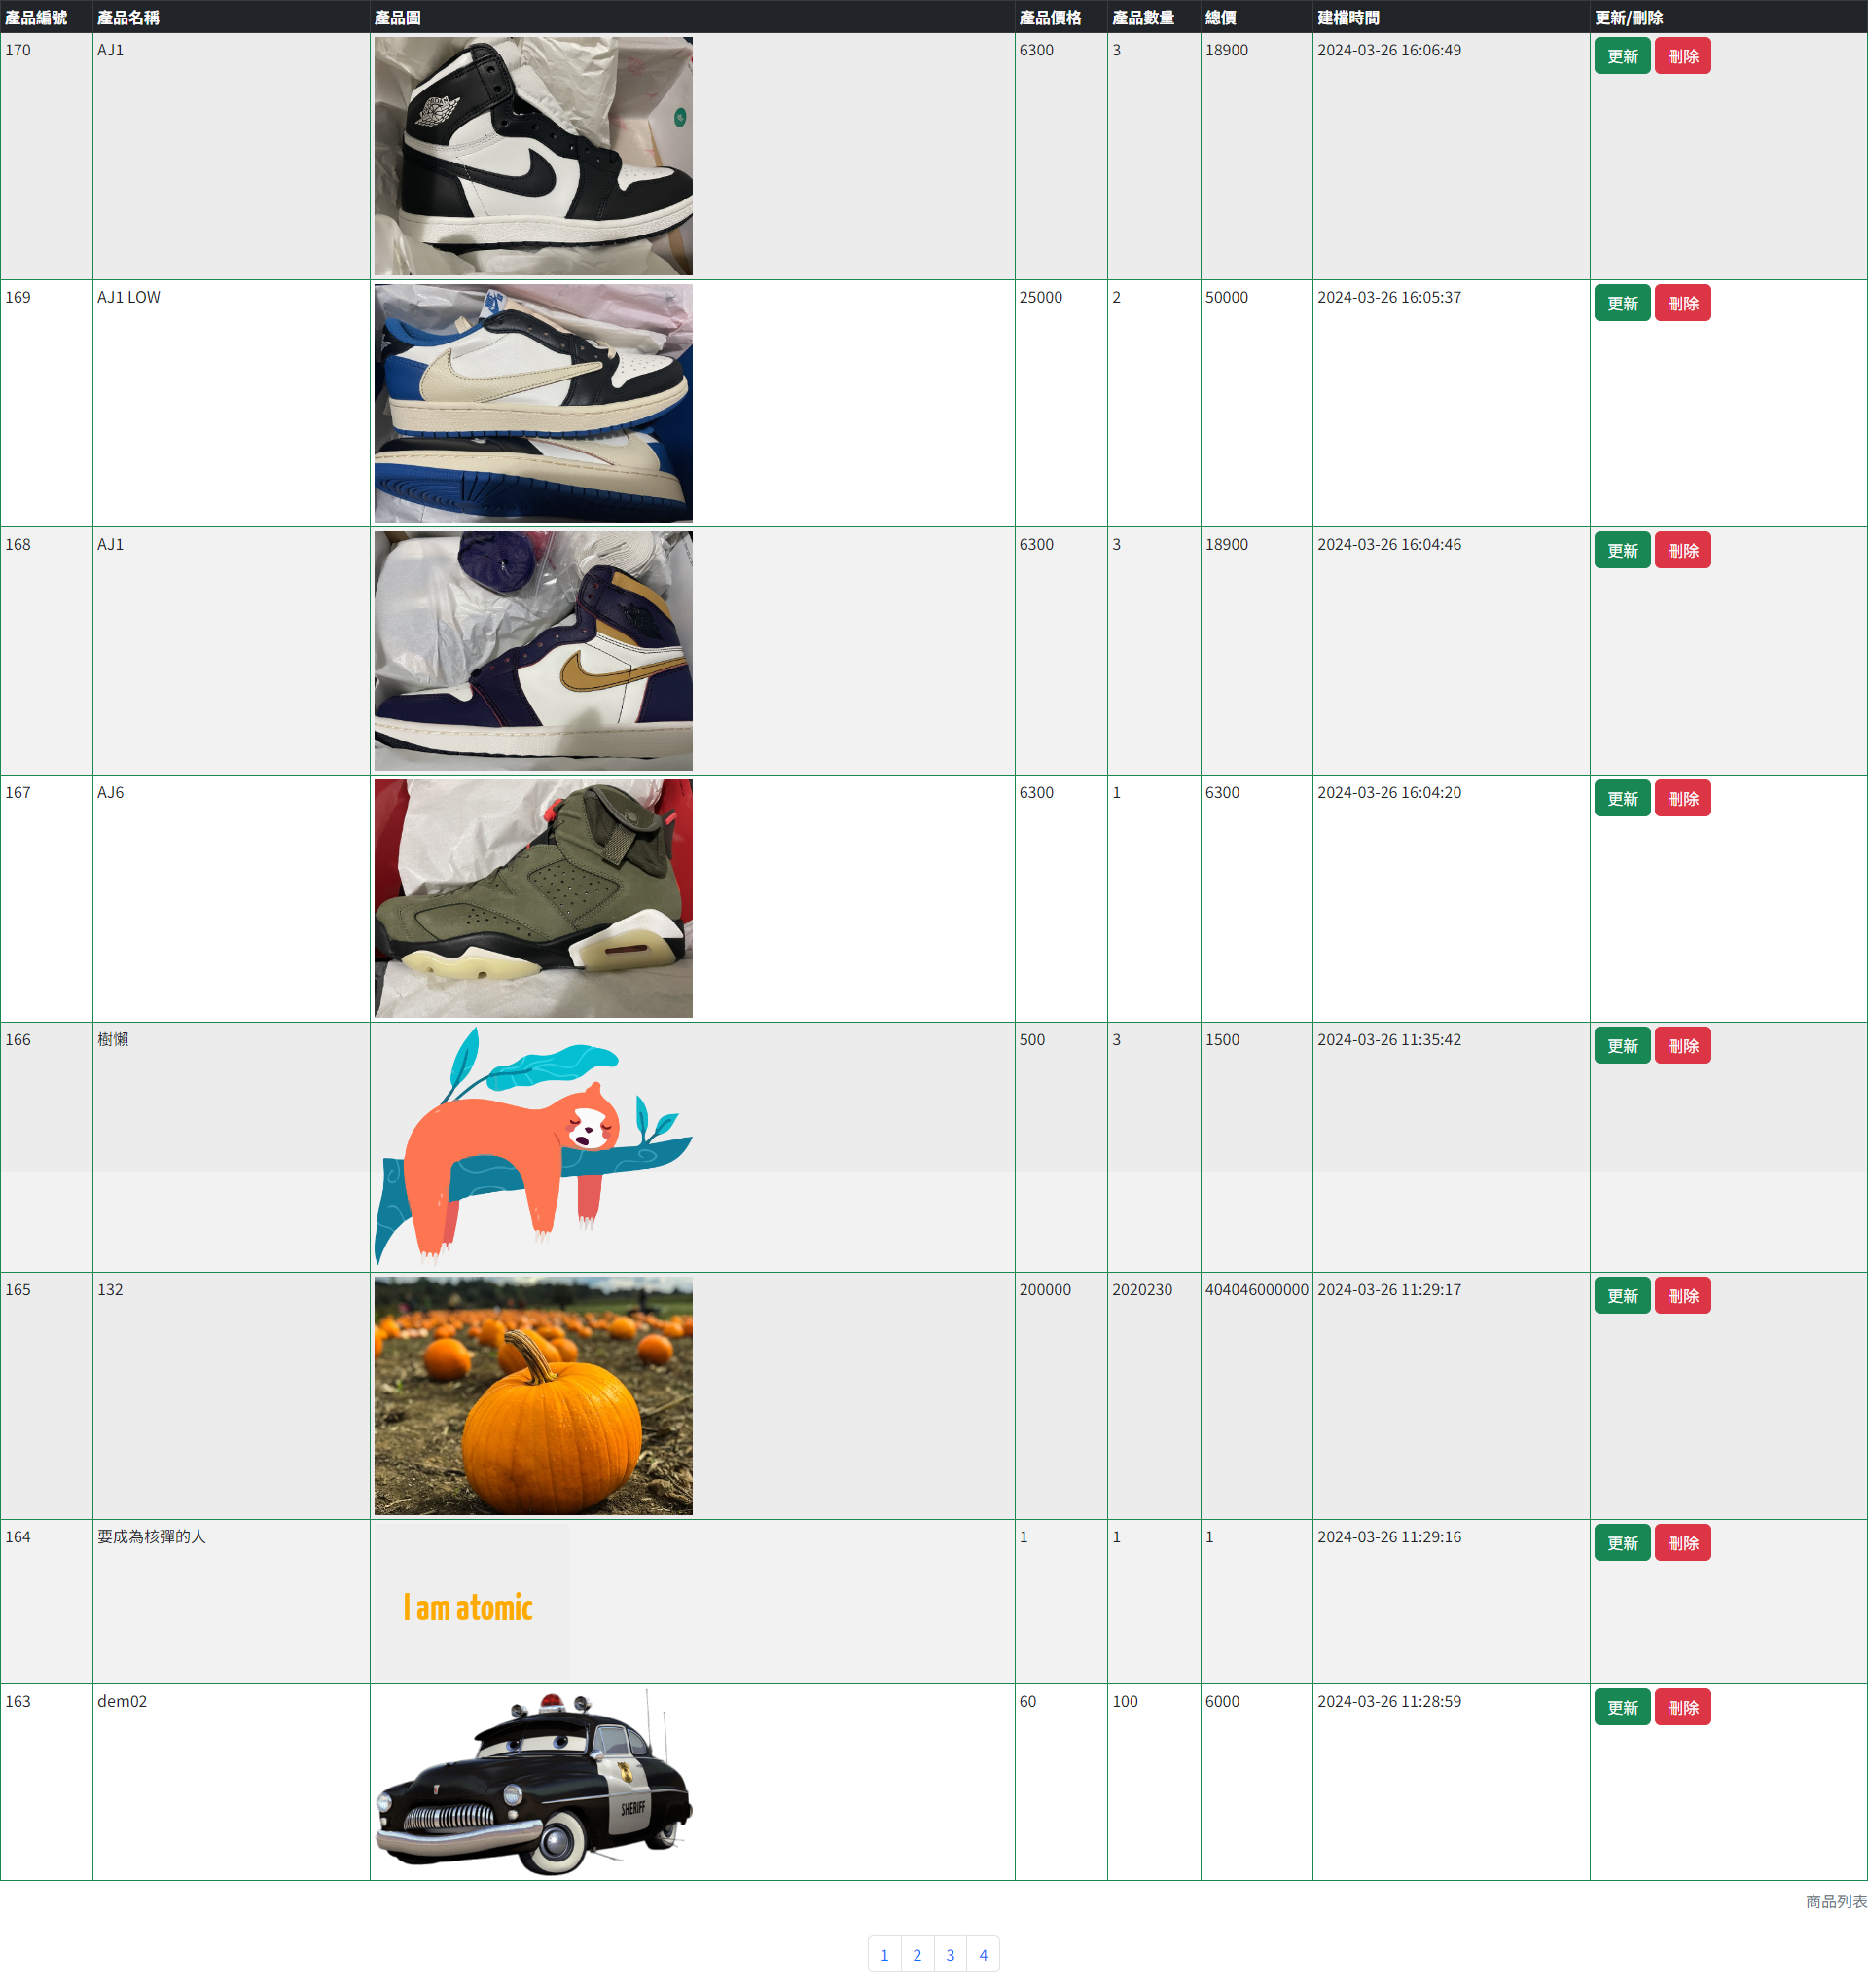 產品編號 產品名稱 產品圖 產品價格 產品數量 總價 建檔時間 更新/刪除
170 AJ1 6300 3 18900 2024-03-26 16:06:49 更新 刪除
169 AJ1 LOW 25000 2 50000 2024-03-26 16:05:37 更新 刪除
168 AJ1 6300 3 18900 2024-03-26 16:04:46 更新 刪除
167 AJ6 6300 1 6300 2024-03-26 16:04:20 更新 刪除
166 樹懶 500 3 1500 2024-03-26 11:35:42 更新 刪除
165 132 200000 2020230 404046000000 2024-03-26 11:29:17 更新 刪除
164 要成為核彈的人 1 1 1 2024-03-26 11:29:16 更新 刪除
I am atomic
163 dem02 60 100 6000 2024-03-26 11:28:59 更新 刪除
SHERIFF
商品列表
1 2 3 4